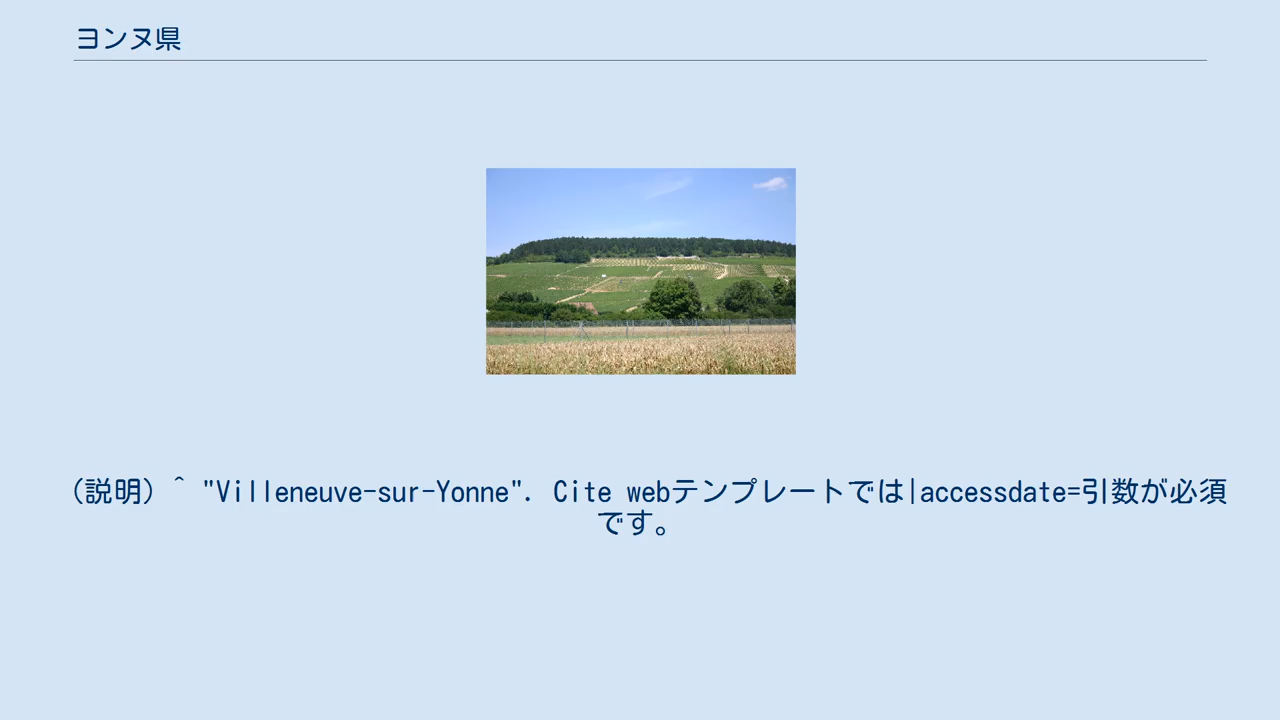 ヨンヌ県
(説明) ^ "Villeneuve-sur-Yonne". Cite webテンプレートでは|accessdate=引数が必須
です。